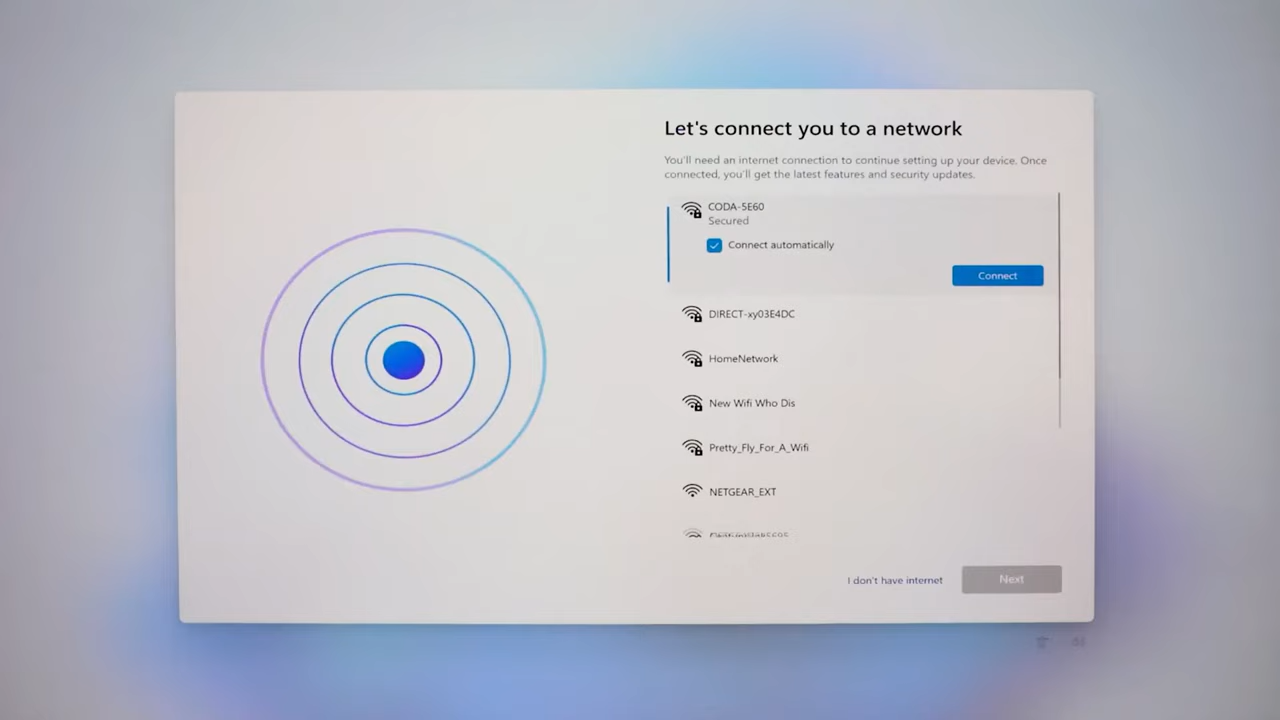 Let's connect you to a network
You'll need an internet connection to continue setting up your device. Once
connected, you'll get the latest features and security updates.
CODA-5E60
Secured
Connect automatically
Connect
DIRECT-xy03E4DC
HomeNetwork
New Wifi Who Dis
Pretty_Fly_For_A_Wifi
NETGEAR_EXT
I don't have internet
Next